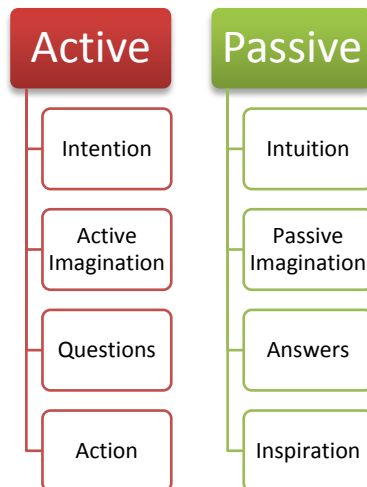 Active
Intention
Active
Imagination
Questions
Action
Passive
Intuition
Passive
Imagination
Answers
Inspiration